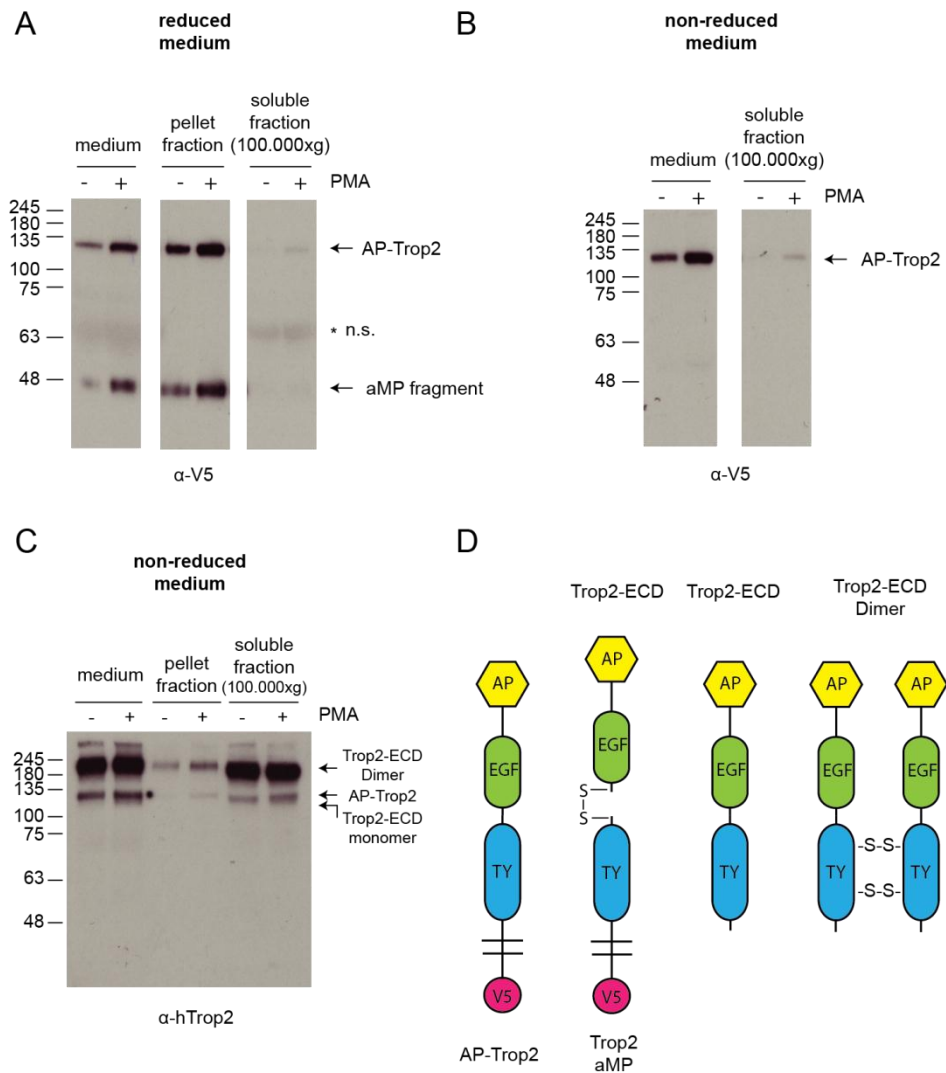 A
reduced
medium
medium
pellet
fraction
soluble
fraction
(100.000xg)
- + - + - + PMA
245
180
135
100
75
63
48
AP-Trop2
* n.s.
aMP fragment
α-V5
B
non-reduced
medium
medium
soluble
fraction
(100.000xg)
- + - + PMA
245
180
135
100
75
63
48
AP-Trop2
α-V5
C
non-reduced
medium
medium
pellet
fraction
soluble
fraction
(100.000xg)
- + - + - + PMA
245
180
135
100
75
63
48
Trop2-ECD
Dimer
AP-Trop2
Trop2-ECD
monomer
α-hTrop2
D
Trop2-ECD
Trop2-ECD
Trop2-ECD
Dimer
AP
EGF
TY
V5
AP-Trop2
AP
EGF
S
S
TY
V5
Trop2
aMP
AP
EGF
TY
AP
AP
EGF
EGF
TY
-S-S-
-S-S-
TY